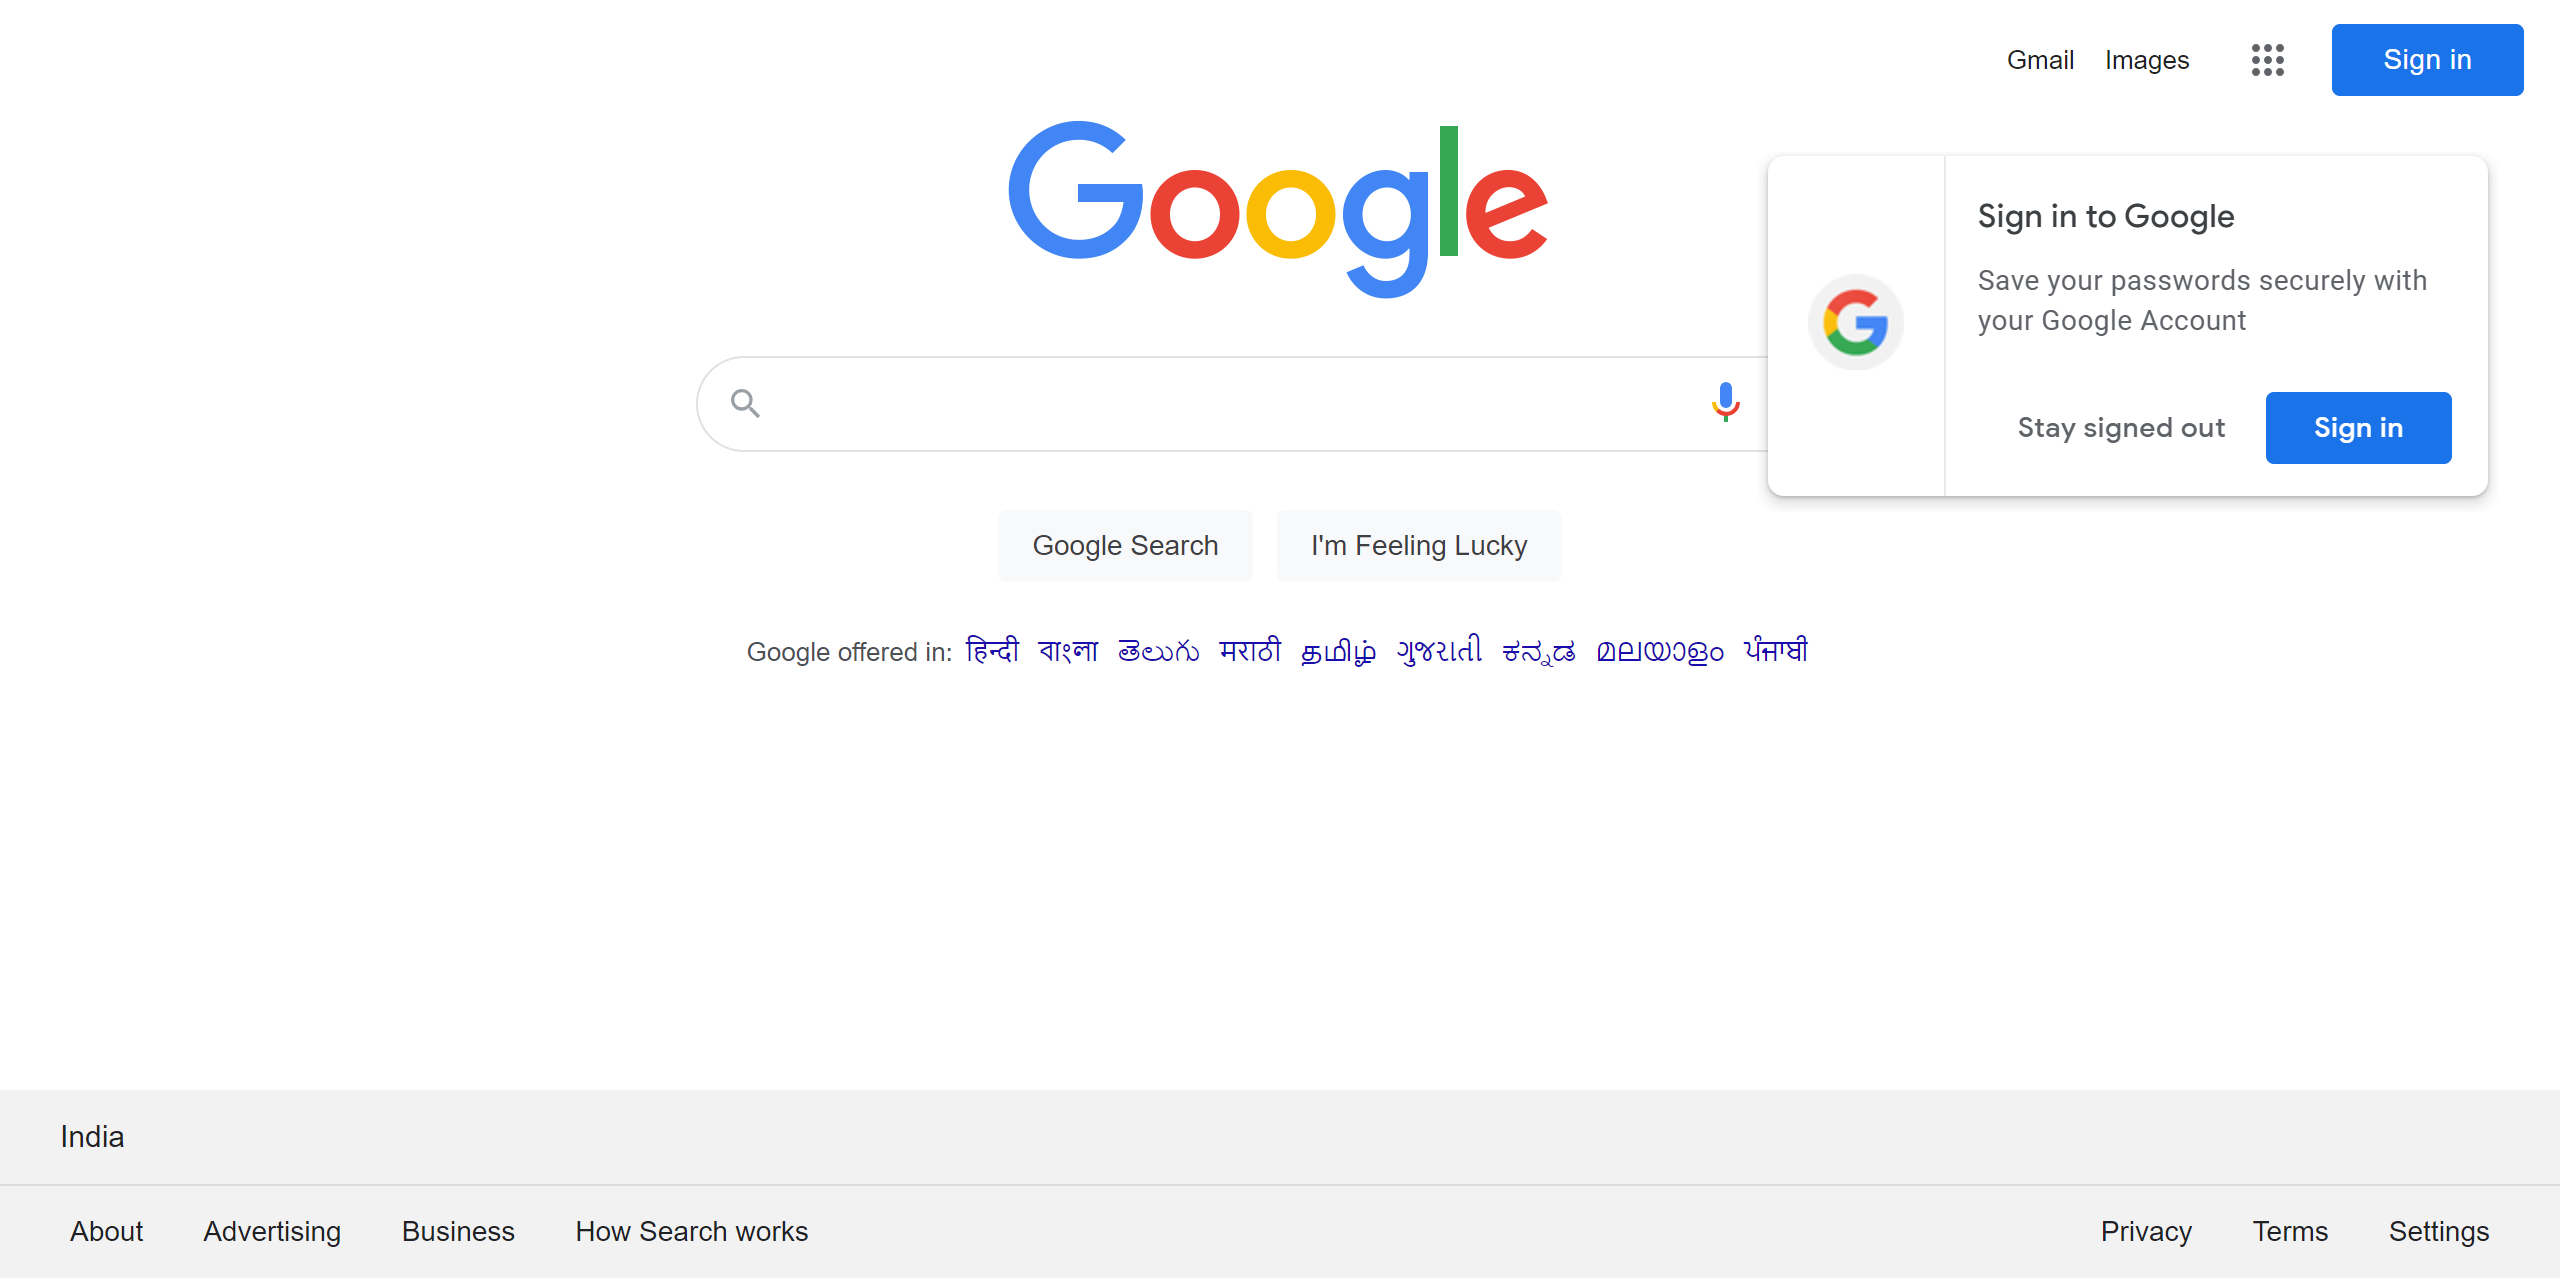 Gmail Images Sign in
Google
Sign in to Google
Save your passwords securely with
your Google Account
Stay signed out Sign in
Google Search I'm Feeling Lucky
Google offered in: हिन्दी বাংলা తెలుగు मराठी தமிழ் ગુજરાતી ಕನ್ನಡ മലയാളം ਪੰਜਾਬੀ
India
About Advertising Business How Search works Privacy Terms Settings